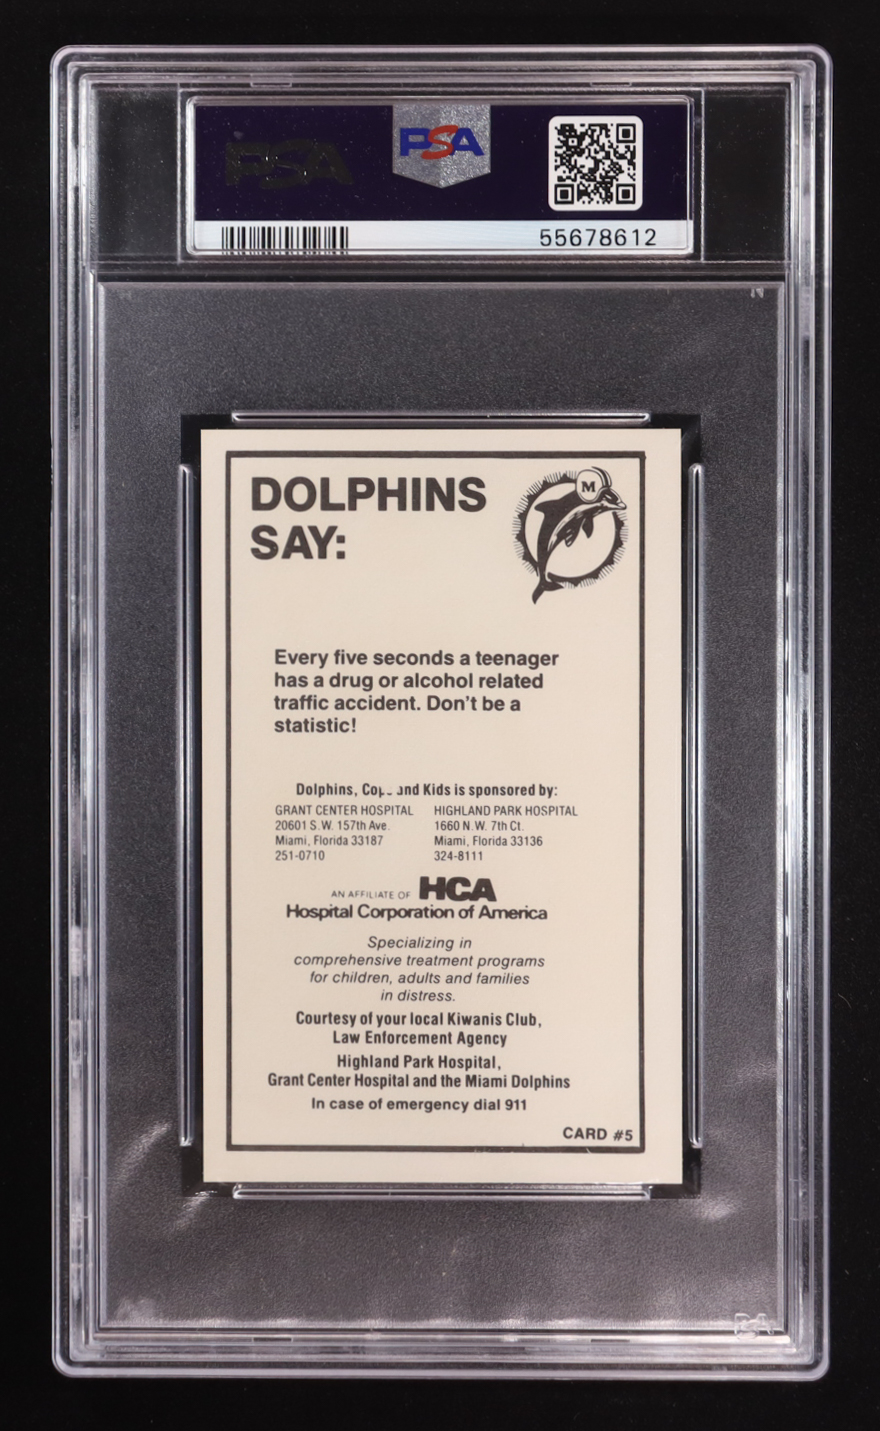 PSA
PSA
55678612
DOLPHINS
SAY:
M
Every five seconds a teenager
has a drug or alcohol related
traffic accident. Don't be a
statistic!
Dolphins, and Kids is sponsored by:
GRANT CENTER HOSPITAL HIGHLAND PARK HOSPITAL
20601 S.W. 157th Ave. 1660 N.W. 7th Ct.
Miami, Florida 33187 Miami, Florida 33136
251-0710 324-8111
AN AFFILIATE OF HCA
Hospital Corporation of America
Specializing in
comprehensive treatment programs
for children, adults and families
in distress.
Courtesy of your local Kiwanis Club,
Law Enforcement Agency
Highland Park Hospital,
Grant Center Hospital and the Miami Dolphins
In case of emergency dial 911
CARD #5
PSA